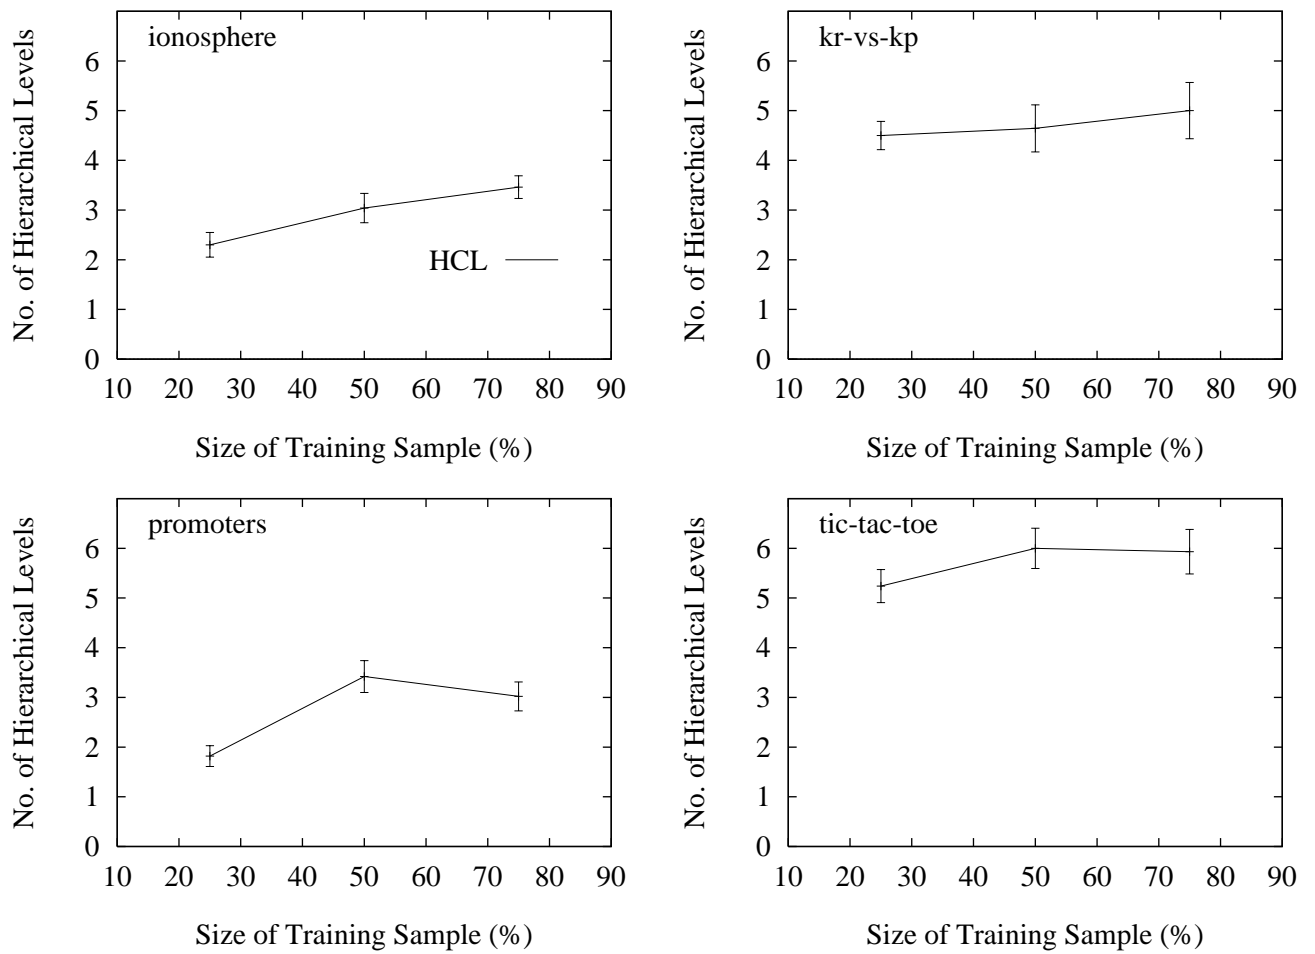 ionosphere
No. of Hierarchical Levels
6
5
4
3
2
1
0
HCL
10 20 30 40 50 60 70 80 90
Size of Training Sample (%)
kr-vs-kp
No. of Hierarchical Levels
6
5
4
3
2
1
0
10 20 30 40 50 60 70 80 90
Size of Training Sample (%)
promoters
No. of Hierarchical Levels
6
5
4
3
2
1
0
10 20 30 40 50 60 70 80 90
Size of Training Sample (%)
tic-tac-toe
No. of Hierarchical Levels
6
5
4
3
2
1
0
10 20 30 40 50 60 70 80 90
Size of Training Sample (%)